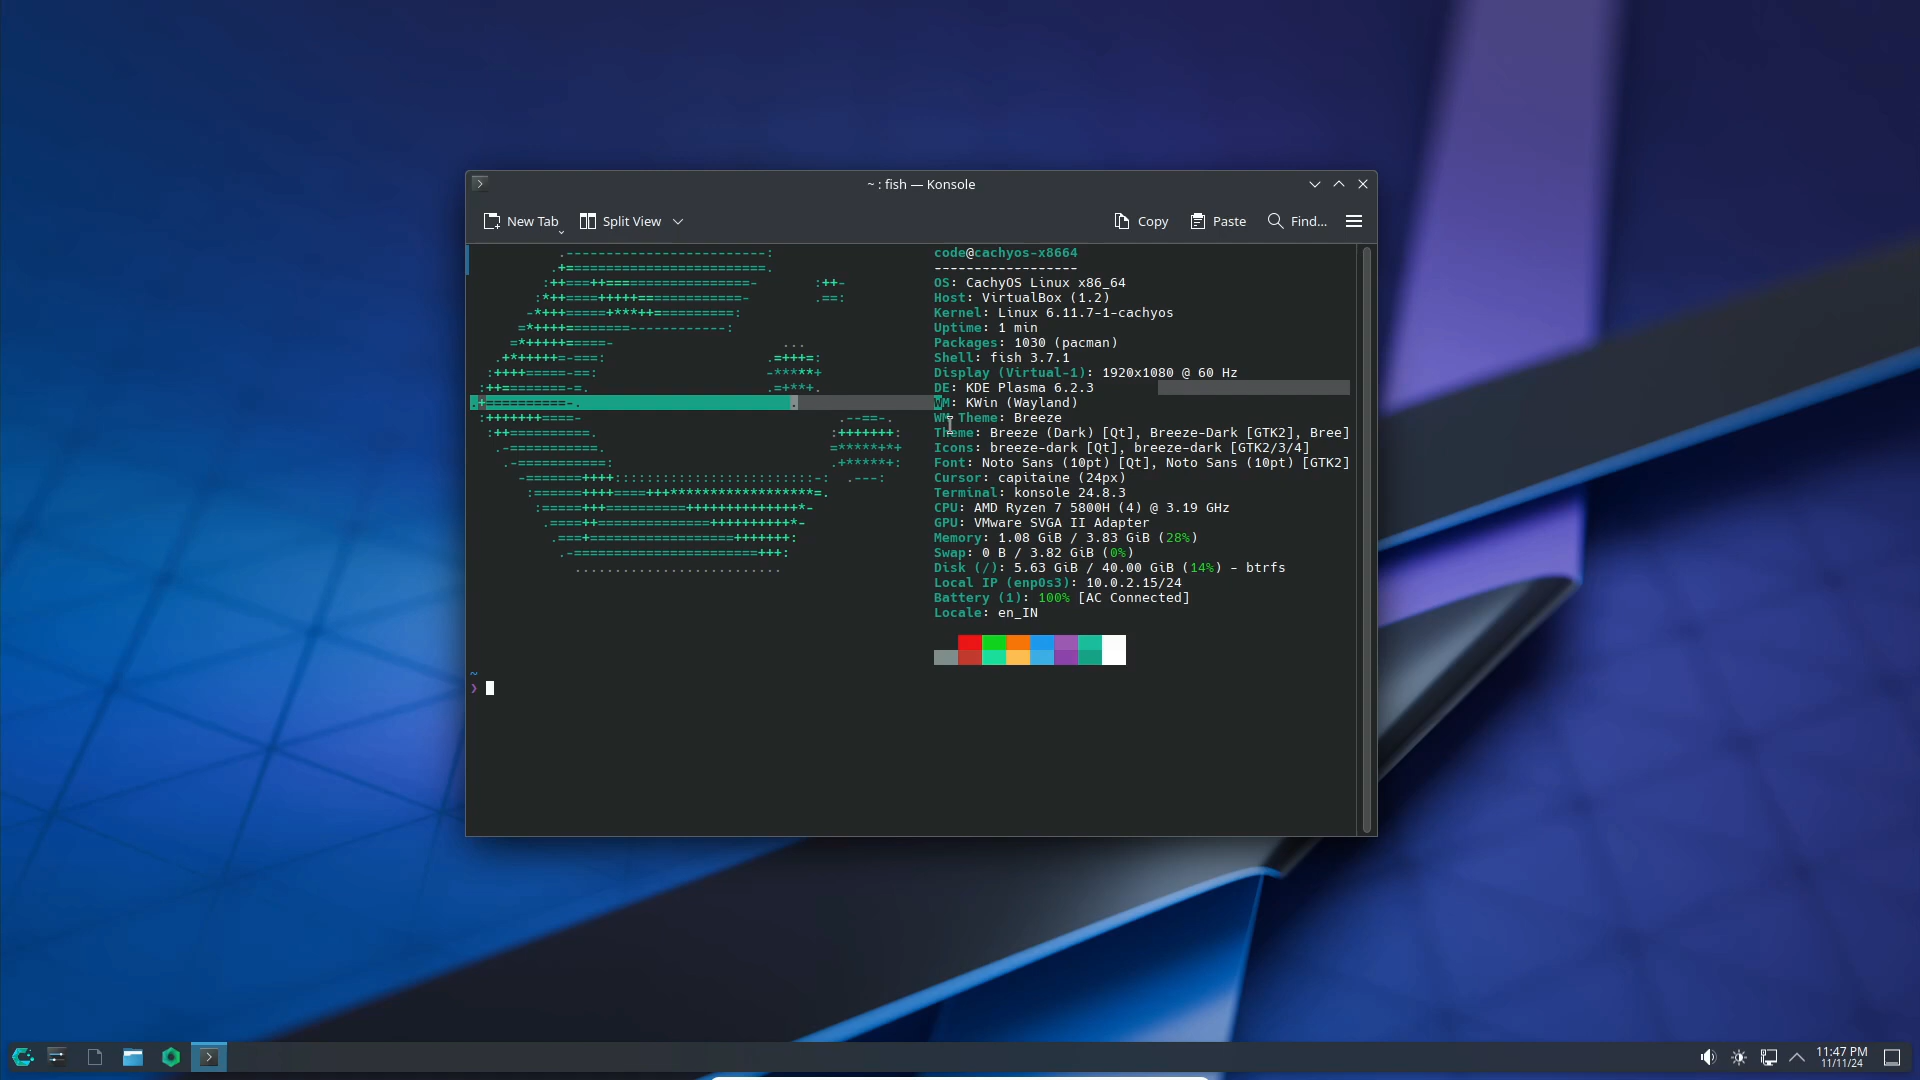 ~ : fish — Konsole
New Tab
Split View
Copy
Paste
Find...
code@cachyos-x8664
------------------
OS: CachyOS Linux x86_64
Host: VirtualBox (1.2)
Kernel: Linux 6.11.7-1-cachyos
Uptime: 1 min
Packages: 1030 (pacman)
Shell: fish 3.7.1
Display (Virtual-1): 1920x1080 @ 60 Hz
DE: KDE Plasma 6.2.3
WM: KWin (Wayland)
WM Theme: Breeze
Theme: Breeze (Dark) [Qt], Breeze-Dark [GTK2], Bree]
Icons: breeze-dark [Qt], breeze-dark [GTK2/3/4]
Font: Noto Sans (10pt) [Qt], Noto Sans (10pt) [GTK2]
Cursor: capitaine (24px)
Terminal: konsole 24.8.3
CPU: AMD Ryzen 7 5800H (4) @ 3.19 GHz
GPU: VMware SVGA II Adapter
Memory: 1.08 GiB / 3.83 GiB (28%)
Swap: 0 B / 3.82 GiB (0%)
Disk (/): 5.63 GiB / 40.00 GiB (14%) - btrfs
Local IP (enp0s3): 10.0.2.15/24
Battery (1): 100% [AC Connected]
Locale: en_IN
~
❯
11:47 PM
11/11/24